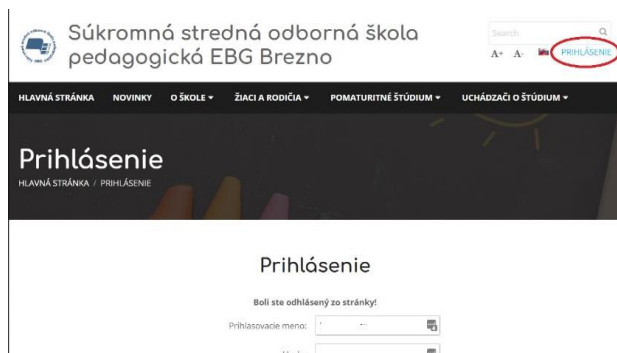 Súkromná stredná odborná škola
pedagogická EBG Brezno
Search
A+ A- PRIHLÁSENIE
HLAVNÁ STRÁNKA NOVINKY O ŠKOLE ŽIACI A RODIČIA POMATURITNÉ ŠTÚDIUM UCHÁDZAČI O ŠTÚDIUM
Prihlásenie
HLAVNÁ STRÁNKA / PRIHLÁSENIE
Prihlásenie
Boli ste odhlásený zo stránky!
Prihlasovacie meno: